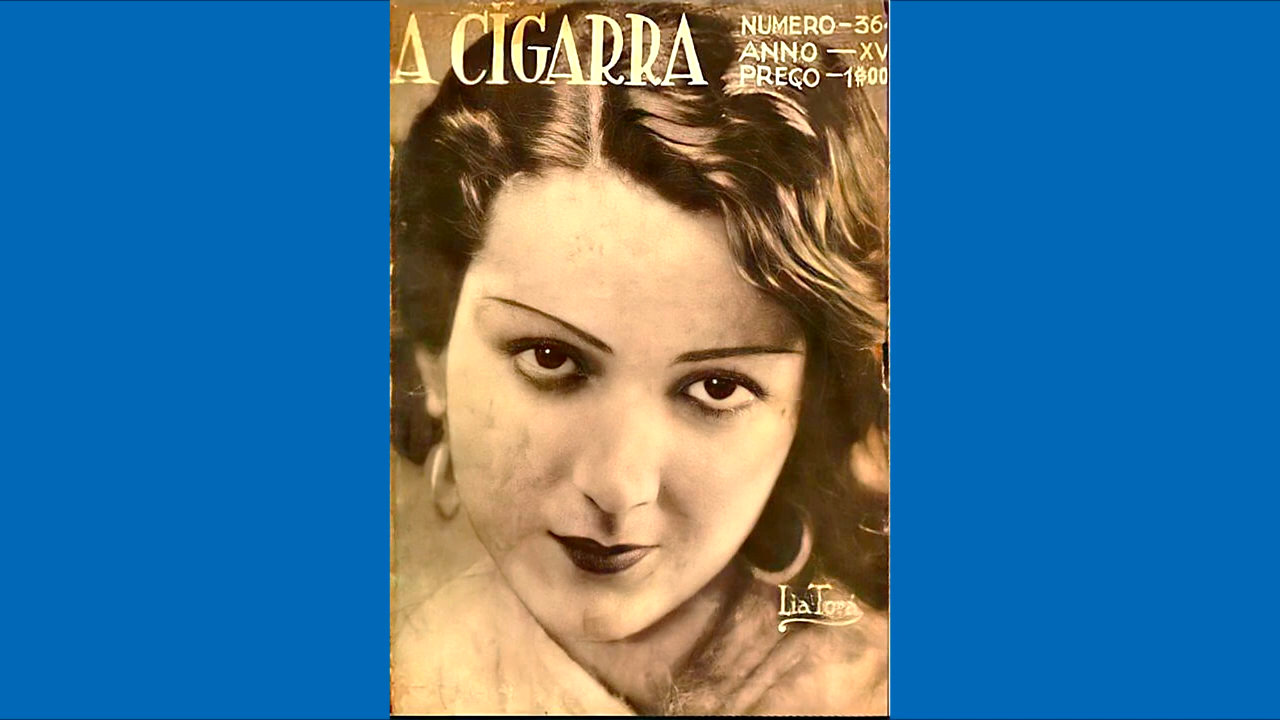 A CIGARRA
NUMERO-36
ANNO — XV
PREÇO -1$00
Lia Torá